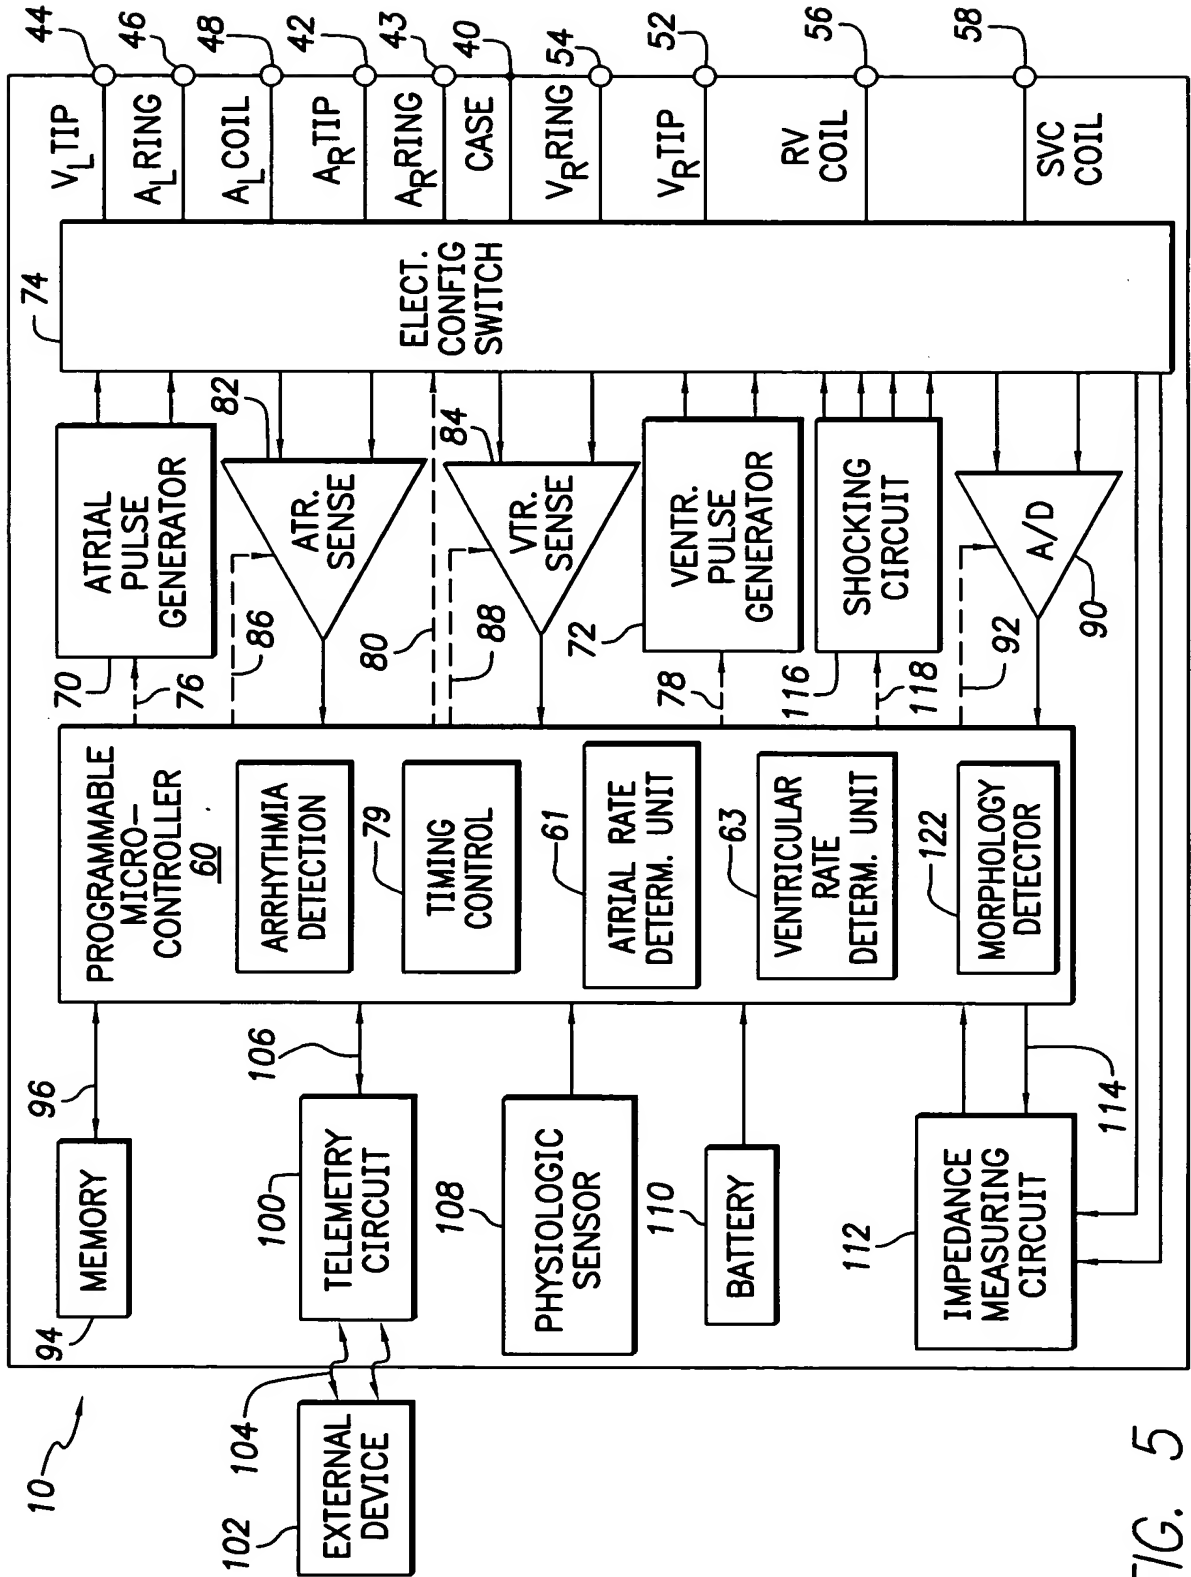 10
102
EXTERNAL
DEVICE
104
94
MEMORY
96
100
TELEMETRY
CIRCUIT
106
108
PHYSIOLOGIC
SENSOR
110
BATTERY
112
IMPEDANCE
MEASURING
CIRCUIT
114
PROGRAMMABLE
MICRO–
CONTROLLER
60
ARRHYTHMIA
DETECTION
79
TIMING
CONTROL
61
ATRIAL RATE
DETERM. UNIT
63
VENTRICULAR
RATE
DETERM. UNIT
122
MORPHOLOGY
DETECTOR
70
76
ATRIAL
PULSE
GENERATOR
86
82
ATR.
SENSE
80
88
84
VTR.
SENSE
72
78
VENTR.
PULSE
GENERATOR
116
118
SHOCKING
CIRCUIT
92
A/D
90
74
ELECT.
CONFIG
SWITCH
VLTIP
44
ALRING
46
ALCOIL
48
ARTIP
42
ARRING
43
CASE
40
VRRING
54
VRTIP
52
RV
COIL
56
SVC
COIL
58
FIG. 5